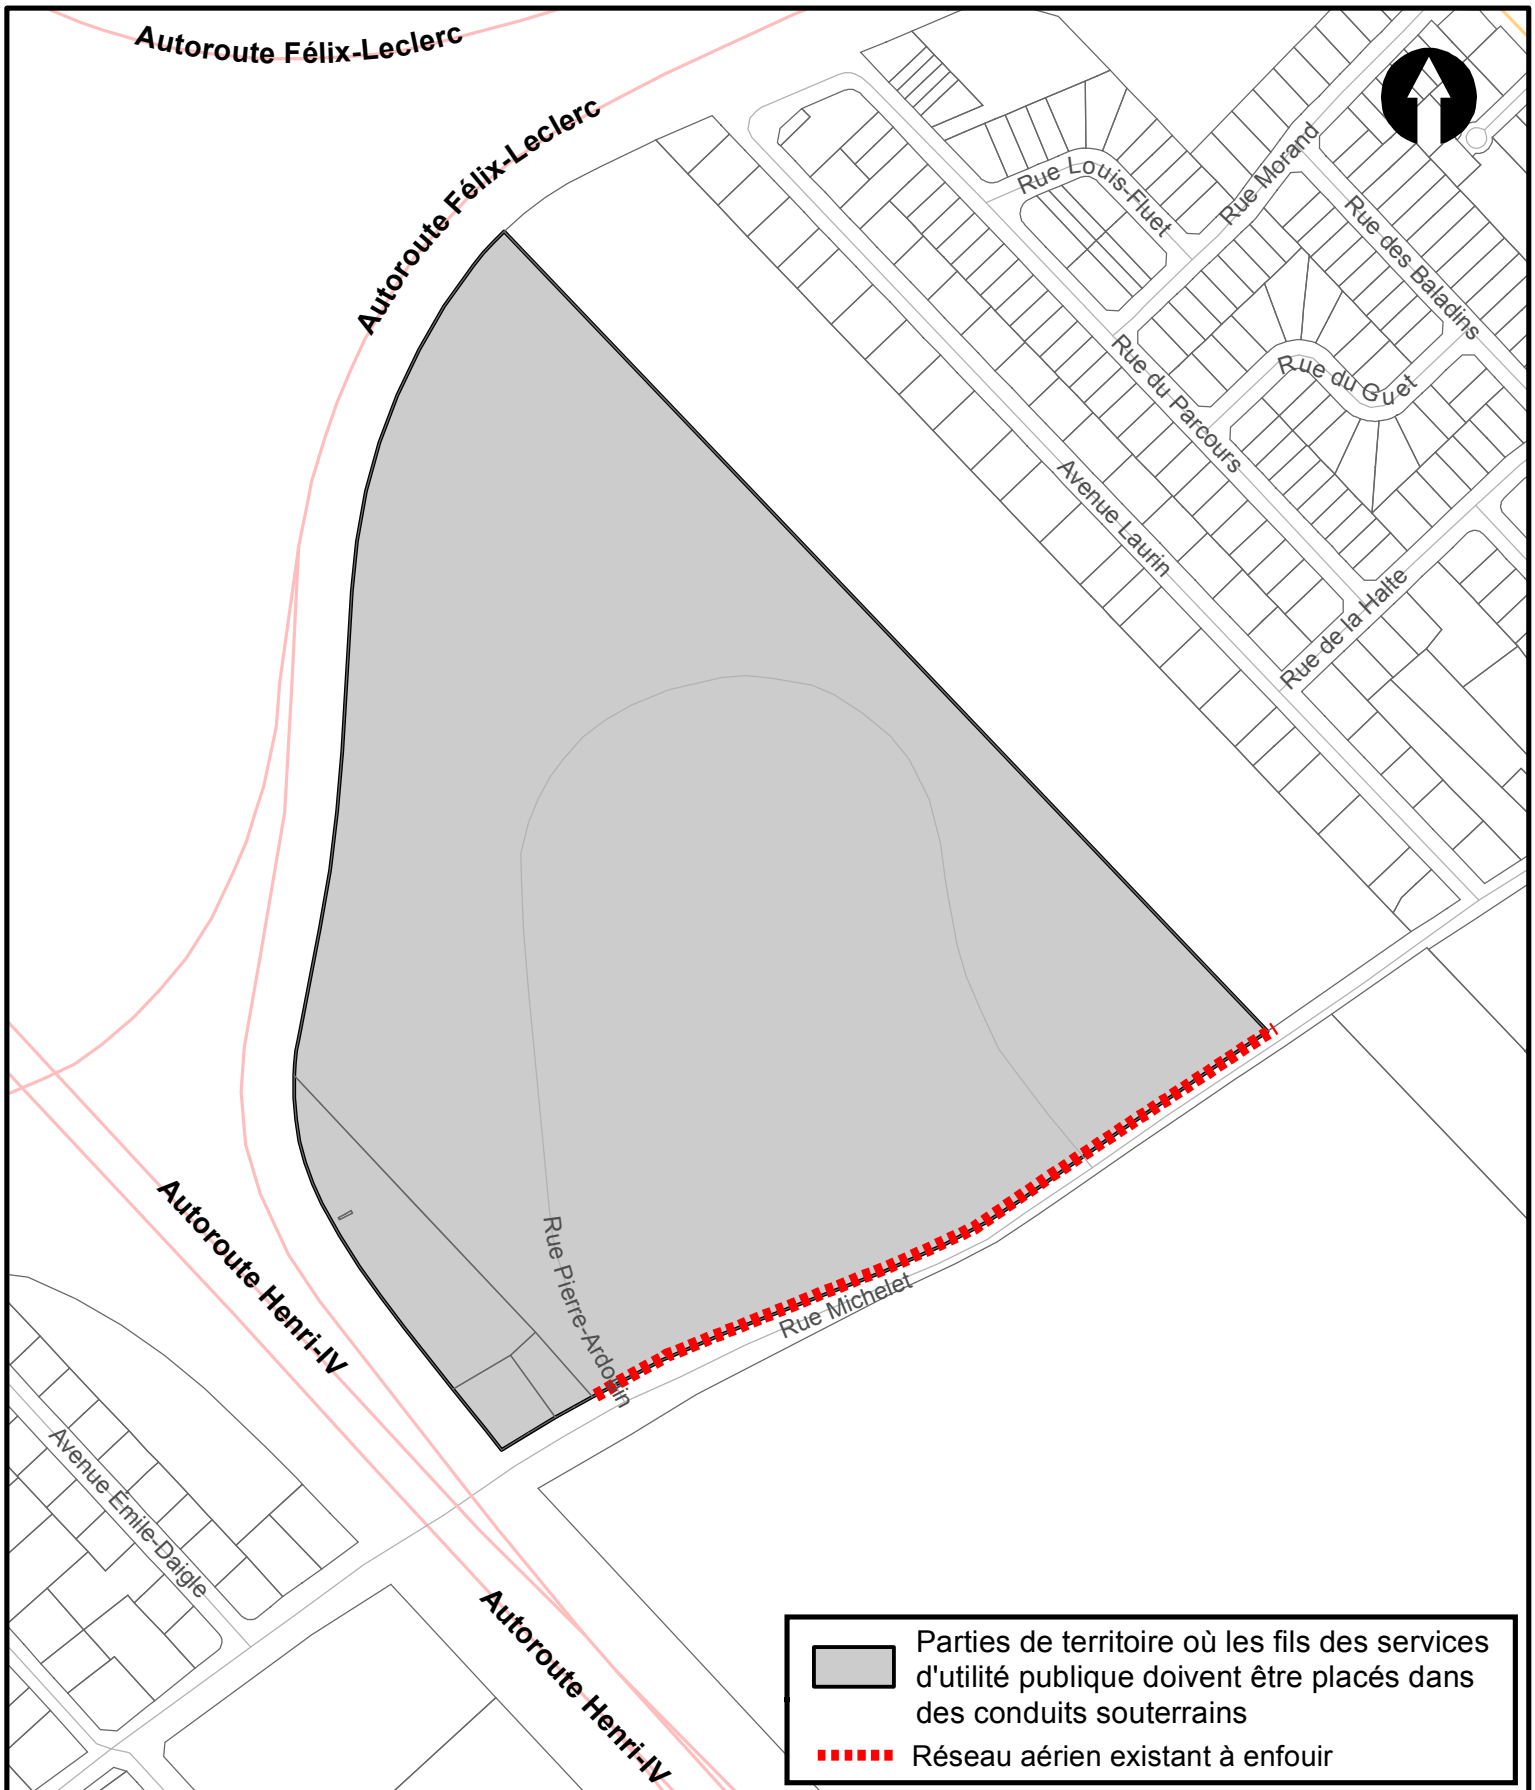 Autoroute Félix-Leclerc
Autoroute Félix-Leclerc
Rue Louis-Fluet
Rue Morand
Rue des Baladins
Rue du Parcours
Rue du Guet
Avenue Laurin
Rue de la Halte
Autoroute Henri-IV
Rue Pierre-Ardouin
Rue Michelet
Avenue Émile-Daigle
Autoroute Henri-IV
Parties de territoire où les fils des services
d'utilité publique doivent être placés dans
des conduits souterrains
Réseau aérien existant à enfouir